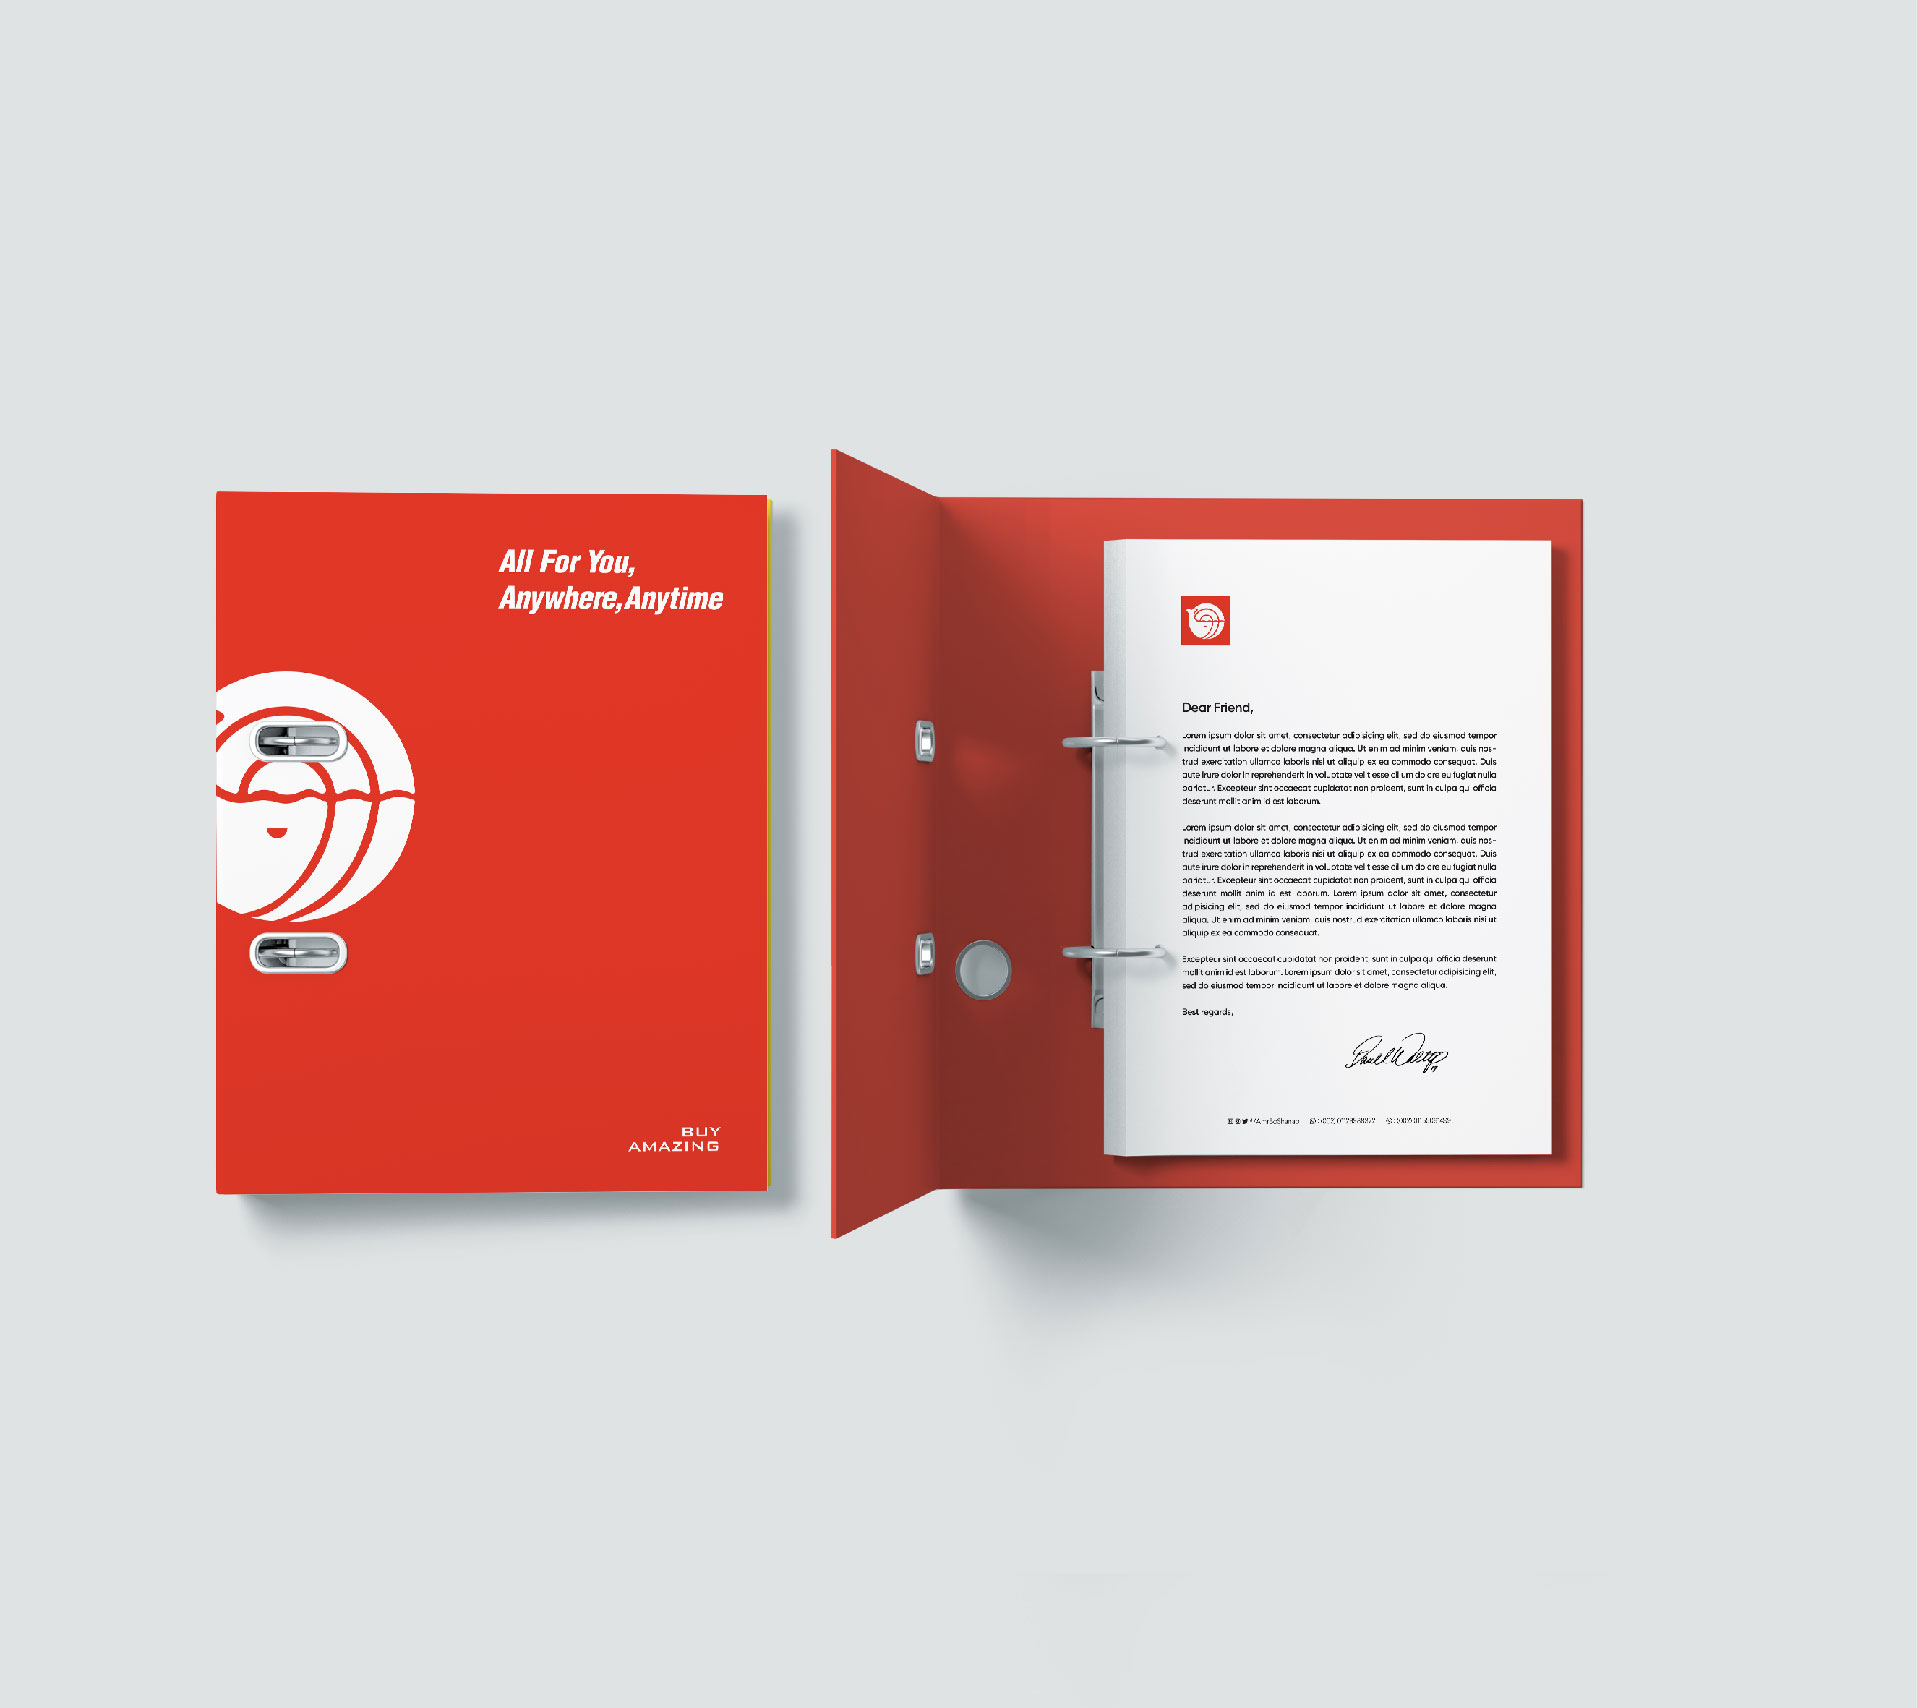 All For You,
Anywhere,Anytime
BUY
AMAZING
Dear Friend,
Lorem ipsum dolor sit amet, consectetur adipisicing elit, sed do eiusmod tempor
incididunt ut labore et dolore magna aliqua. Ut enim ad minim veniam, quis nos-
trud exercitation ullamco laboris nisi ut aliquip ex ea commodo consequat. Duis
aute irure dolor in reprehenderit in voluptate velit esse cillum dolore eu fugiat nulla
pariatur. Excepteur sint occaecat cupidatat non proident, sunt in culpa qui officia
deserunt mollit anim id est laborum.
Lorem ipsum dolor sit amet, consectetur adipisicing elit, sed do eiusmod tempor
incididunt ut labore et dolore magna aliqua. Ut enim ad minim veniam, quis nos-
trud exercitation ullamco laboris nisi ut aliquip ex ea commodo consequat. Duis
aute irure dolor in reprehenderit in voluptate velit esse cillum dolore eu fugiat nulla
pariatur. Excepteur sint occaecat cupidatat non proident, sunt in culpa qui officia
deserunt mollit anim id est laborum. Lorem ipsum dolor sit amet, consectetur
adipisicing elit, sed do eiusmod tempor incididunt ut labore et dolore magna
aliqua. Ut enim ad minim veniam, quis nostrud exercitation ullamco laboris nisi ut
aliquip ex ea commodo consequat.
Excepteur sint occaecat cupidatat non proident, sunt in culpa qui officia deserunt
mollit anim id est laborum. Lorem ipsum dolor sit amet, consectetur adipisicing elit,
sed do eiusmod tempor incididunt ut labore et dolore magna aliqua.
Best regards,